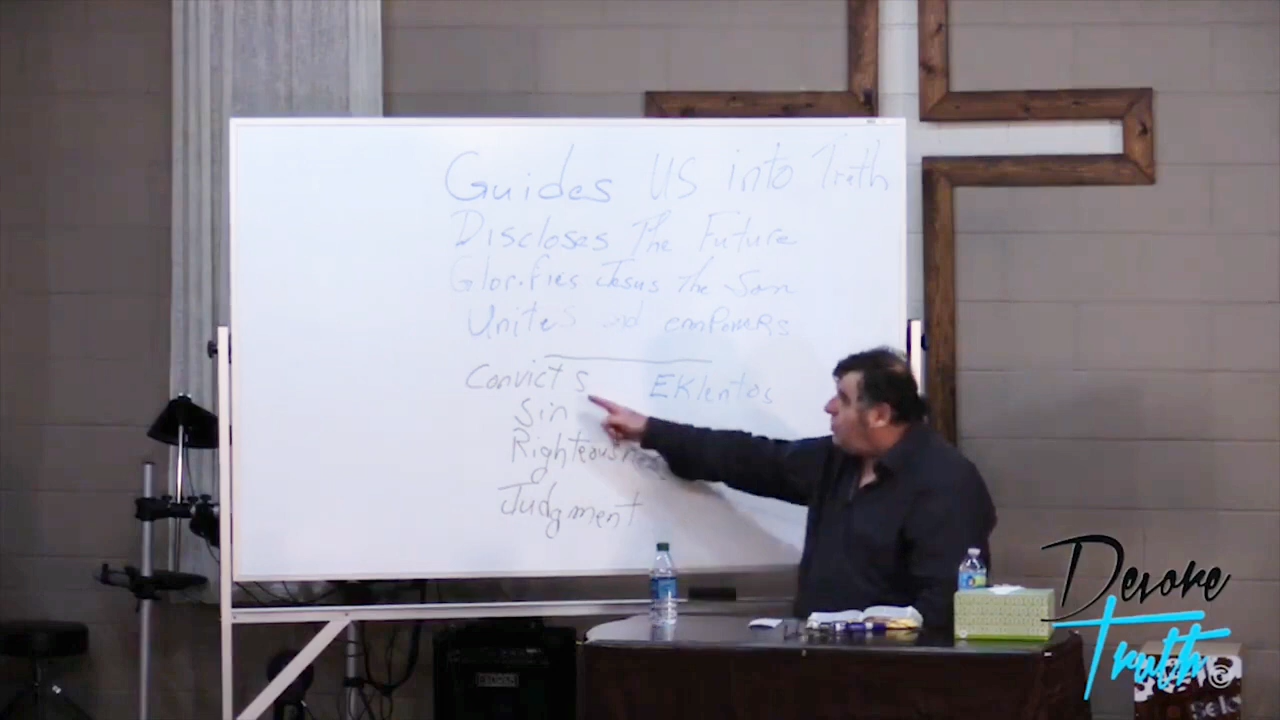 Guides US into Truth
Discloses The Future
Glorifies Jesus The Son
Unites and empowers
Convicts EKlentos
Sin
Righteousn
Judgment
Devore
Truth